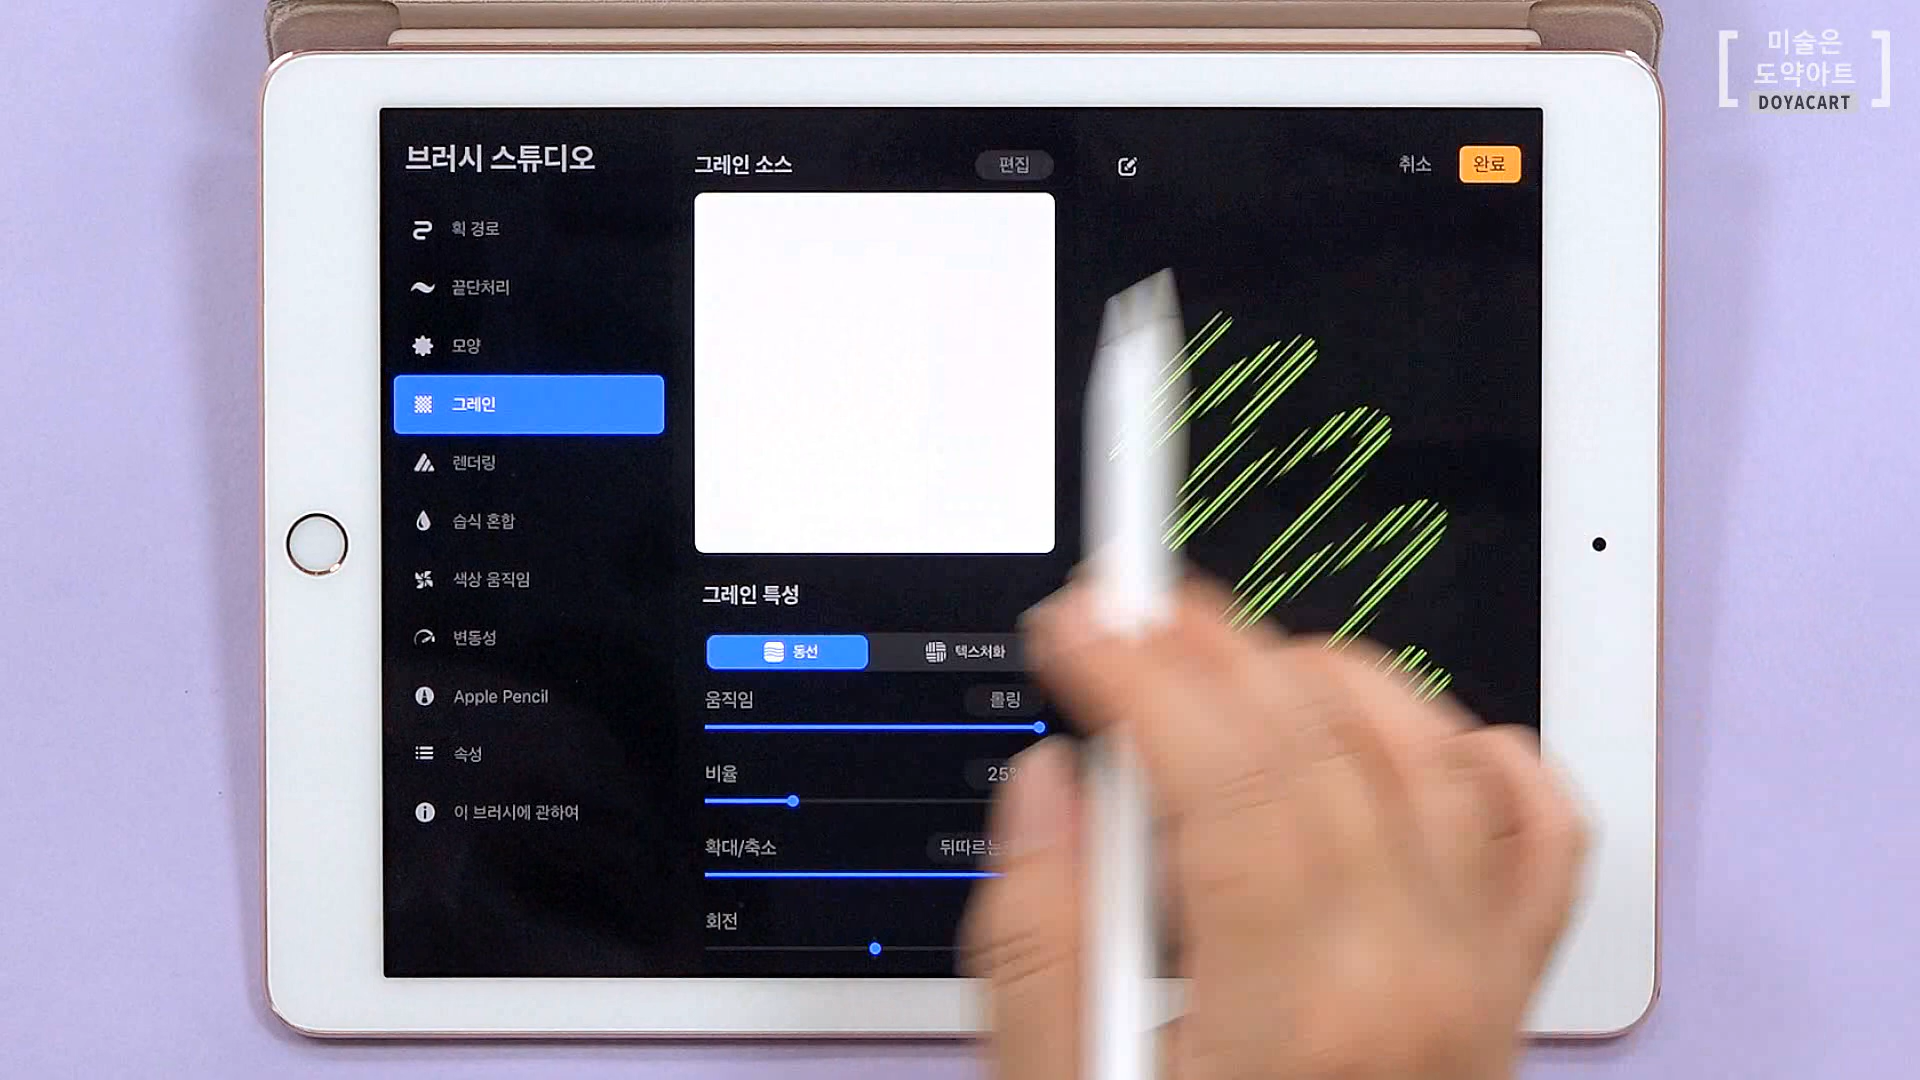 미술은
도약아트
DOYACART
브러시 스튜디오
획 경로
끝단처리
모양
그레인
렌더링
습식 혼합
색상 움직임
변동성
Apple Pencil
속성
이 브러시에 관하여
그레인 소스
편집
그레인 특성
동선
텍스처화
움직임
롤링
비율
25%
확대/축소
회전
취소
완료